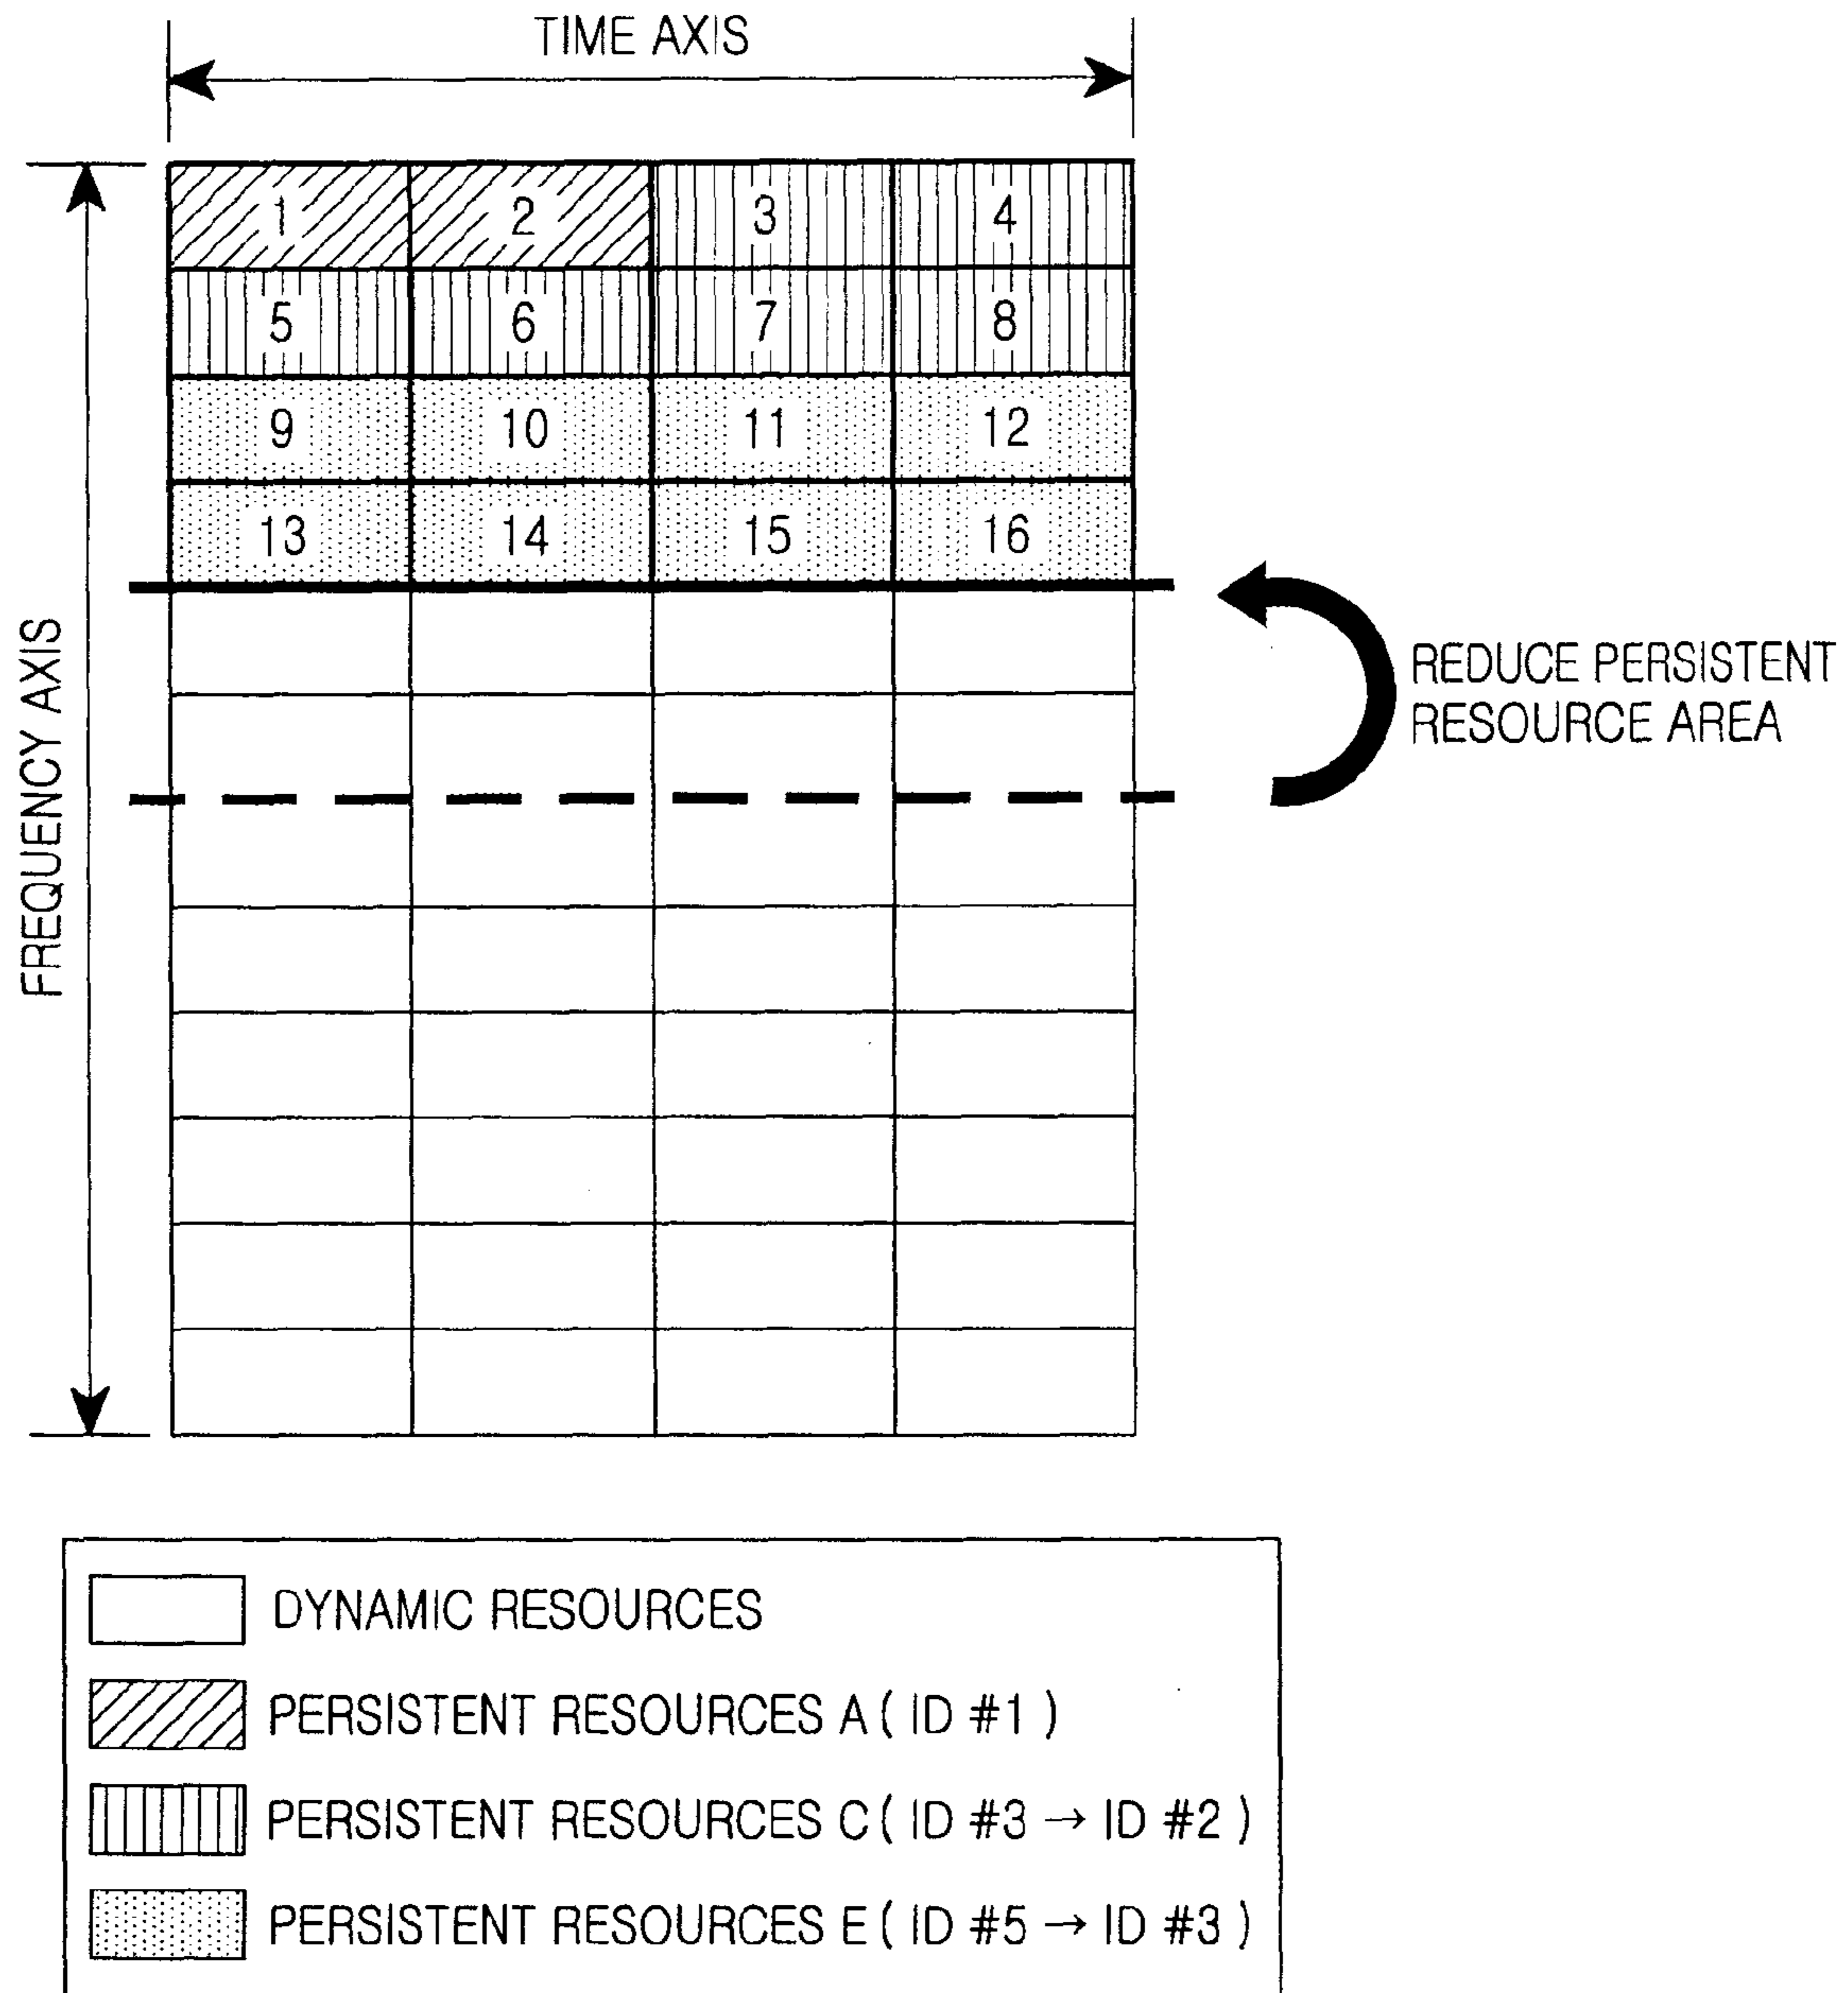 TIME AXIS
1 2 3 4
5 6 7 8
9 10 11 12
13 14 15 16
FREQUENCY AXIS
REDUCE PERSISTENT
RESOURCE AREA
DYNAMIC RESOURCES
PERSISTENT RESOURCES A ( ID #1 )
PERSISTENT RESOURCES C ( ID #3 → ID #2 )
PERSISTENT RESOURCES E ( ID #5 → ID #3 )